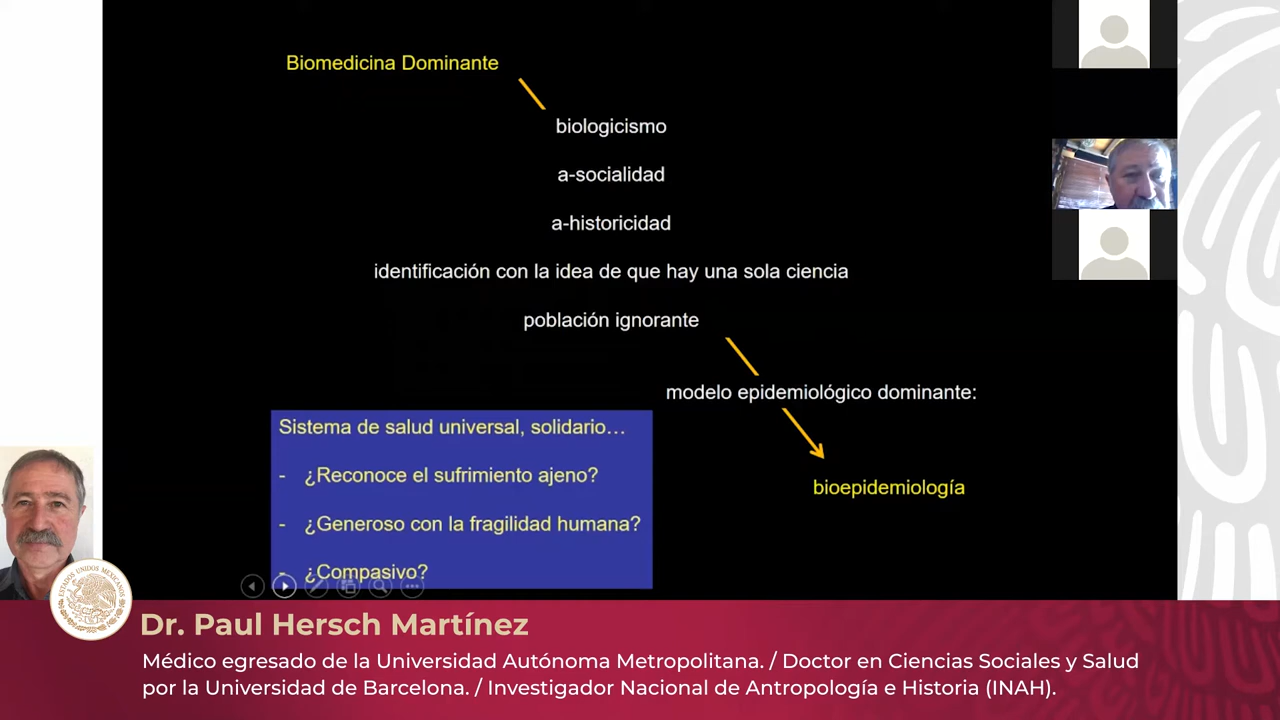 Biomedicina Dominante
biologicismo
a-socialidad
a-historicidad
identificación con la idea de que hay una sola ciencia
población ignorante
modelo epidemiológico dominante:
bioepidemiología
Sistema de salud universal, solidario…
- ¿Reconoce el sufrimiento ajeno?
- ¿Generoso con la fragilidad humana?
- ¿Compasivo?
ESTADOS UNIDOS MEXICANOS
Dr. Paul Hersch Martínez
Médico egresado de la Universidad Autónoma Metropolitana. / Doctor en Ciencias Sociales y Salud
por la Universidad de Barcelona. / Investigador Nacional de Antropología e Historia (INAH).